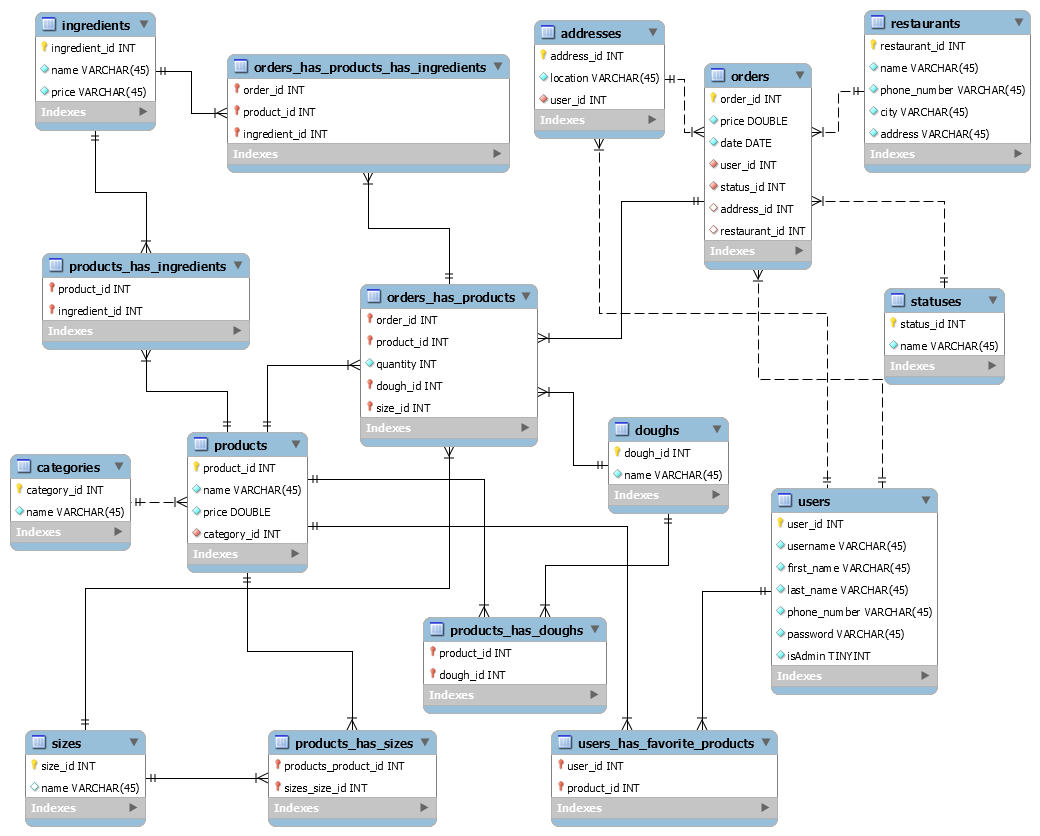 ingredients
ingredient_id INT
name VARCHAR(45)
price VARCHAR(45)
Indexes
orders_has_products_has_ingredients
order_id INT
product_id INT
ingredient_id INT
Indexes
addresses
address_id INT
location VARCHAR(45)
user_id INT
Indexes
orders
order_id INT
price DOUBLE
date DATE
user_id INT
status_id INT
address_id INT
restaurant_id INT
Indexes
restaurants
restaurant_id INT
name VARCHAR(45)
phone_number VARCHAR(45)
city VARCHAR(45)
address VARCHAR(45)
Indexes
products_has_ingredients
product_id INT
ingredient_id INT
Indexes
orders_has_products
order_id INT
product_id INT
quantity INT
dough_id INT
size_id INT
Indexes
statuses
status_id INT
name VARCHAR(45)
Indexes
categories
category_id INT
name VARCHAR(45)
Indexes
products
product_id INT
name VARCHAR(45)
price DOUBLE
category_id INT
Indexes
doughs
dough_id INT
name VARCHAR(45)
Indexes
users
user_id INT
username VARCHAR(45)
first_name VARCHAR(45)
last_name VARCHAR(45)
phone_number VARCHAR(45)
password VARCHAR(45)
isAdmin TINYINT
Indexes
products_has_doughs
product_id INT
dough_id INT
Indexes
sizes
size_id INT
name VARCHAR(45)
Indexes
products_has_sizes
products_product_id INT
sizes_size_id INT
Indexes
users_has_favorite_products
user_id INT
product_id INT
Indexes